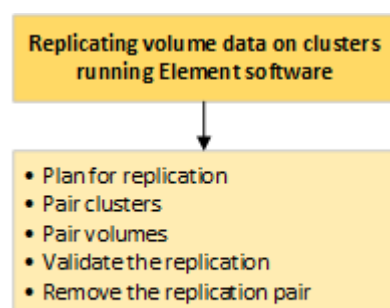 Replicating volume data on clusters
running Element software
• Plan for replication
• Pair clusters
• Pair volumes
• Validate the replication
• Remove the replication pair